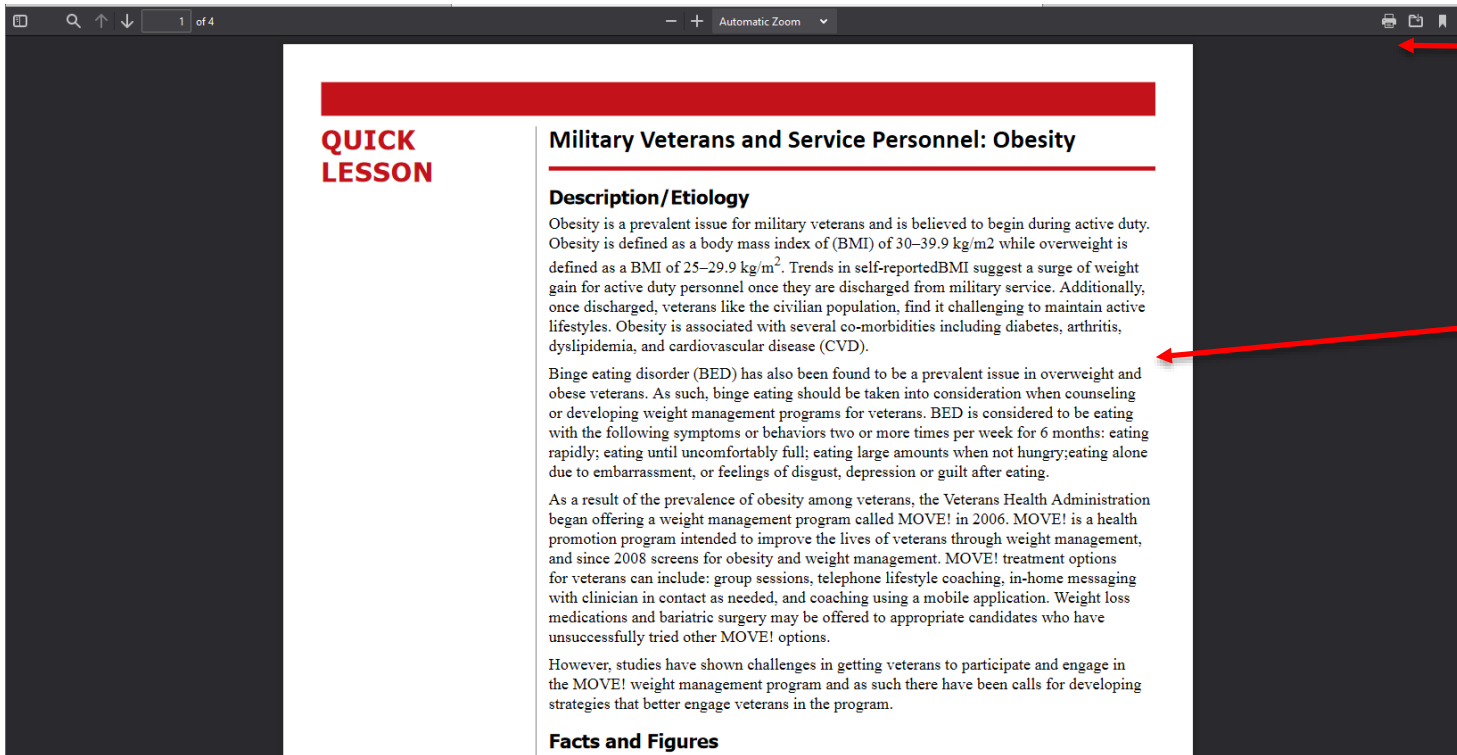 1 of 4
Automatic Zoom
QUICK
LESSON
Military Veterans and Service Personnel: Obesity
Description/Etiology
Obesity is a prevalent issue for military veterans and is believed to begin during active duty.
Obesity is defined as a body mass index of (BMI) of 30–39.9 kg/m2 while overweight is
defined as a BMI of 25–29.9 kg/m². Trends in self-reportedBMI suggest a surge of weight
gain for active duty personnel once they are discharged from military service. Additionally,
once discharged, veterans like the civilian population, find it challenging to maintain active
lifestyles. Obesity is associated with several co-morbidities including diabetes, arthritis,
dyslipidemia, and cardiovascular disease (CVD).
Binge eating disorder (BED) has also been found to be a prevalent issue in overweight and
obese veterans. As such, binge eating should be taken into consideration when counseling
or developing weight management programs for veterans. BED is considered to be eating
with the following symptoms or behaviors two or more times per week for 6 months: eating
rapidly; eating until uncomfortably full; eating large amounts when not hungry;eating alone
due to embarrassment, or feelings of disgust, depression or guilt after eating.
As a result of the prevalence of obesity among veterans, the Veterans Health Administration
began offering a weight management program called MOVE! in 2006. MOVE! is a health
promotion program intended to improve the lives of veterans through weight management,
and since 2008 screens for obesity and weight management. MOVE! treatment options
for veterans can include: group sessions, telephone lifestyle coaching, in-home messaging
with clinician in contact as needed, and coaching using a mobile application. Weight loss
medications and bariatric surgery may be offered to appropriate candidates who have
unsuccessfully tried other MOVE! options.
However, studies have shown challenges in getting veterans to participate and engage in
the MOVE! weight management program and as such there have been calls for developing
strategies that better engage veterans in the program.
Facts and Figures